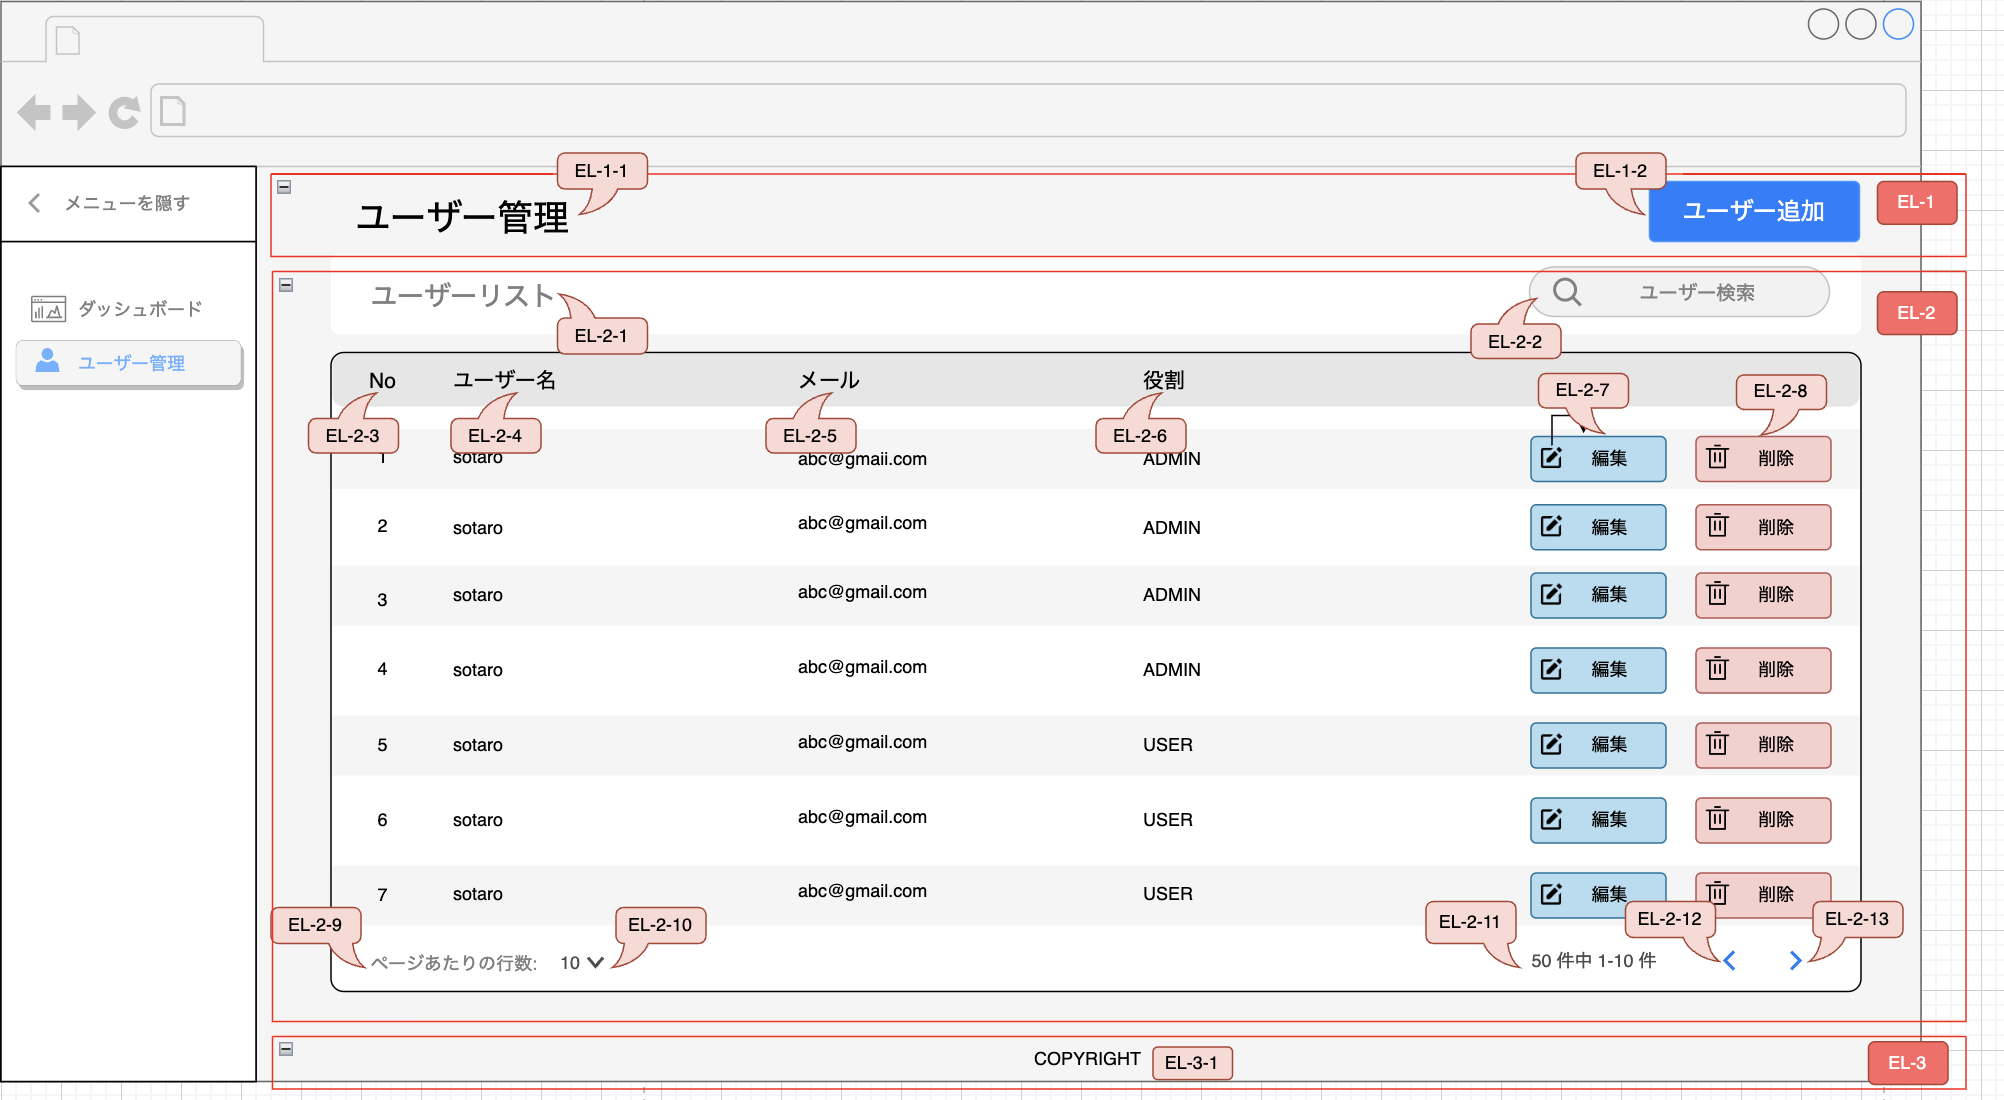 メニューを隠す
ダッシュボード
ユーザー管理
EL-1-1
EL-1-2
EL-1
ユーザー管理
ユーザー追加
EL-2
ユーザーリスト
ユーザー検索
EL-2-1
EL-2-2
No ユーザー名 メール 役割
EL-2-7 EL-2-8
EL-2-3 EL-2-4 EL-2-5 EL-2-6
1 sotaro abc@gmail.com ADMIN 編集 削除
2 sotaro abc@gmail.com ADMIN 編集 削除
3 sotaro abc@gmail.com ADMIN 編集 削除
4 sotaro abc@gmail.com ADMIN 編集 削除
5 sotaro abc@gmail.com USER 編集 削除
6 sotaro abc@gmail.com USER 編集 削除
7 sotaro abc@gmail.com USER 編集 削除
EL-2-9 EL-2-10 EL-2-11 EL-2-12 EL-2-13
ページあたりの行数: 10 50 件中 1-10 件
COPYRIGHT EL-3-1
EL-3